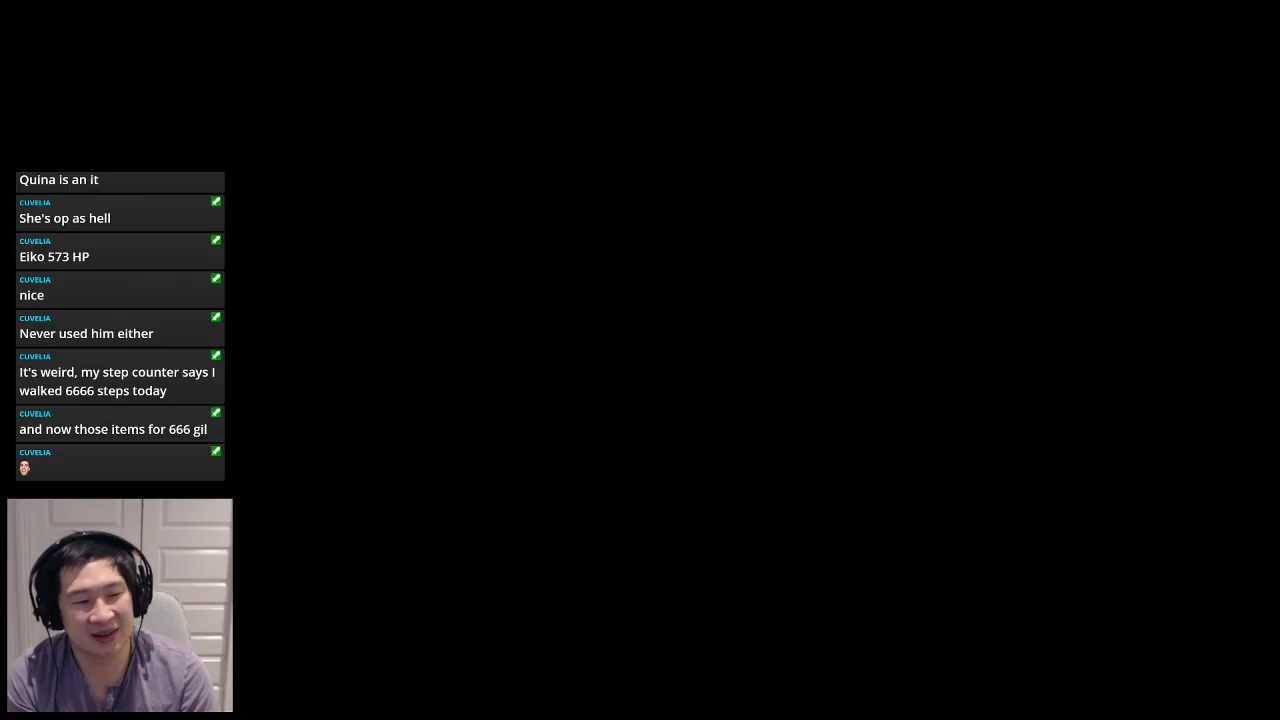 Quina is an it
CUVELIA
She's op as hell
CUVELIA
Eiko 573 HP
CUVELIA
nice
CUVELIA
Never used him either
CUVELIA
It's weird, my step counter says I
walked 6666 steps today
CUVELIA
and now those items for 666 gil
CUVELIA